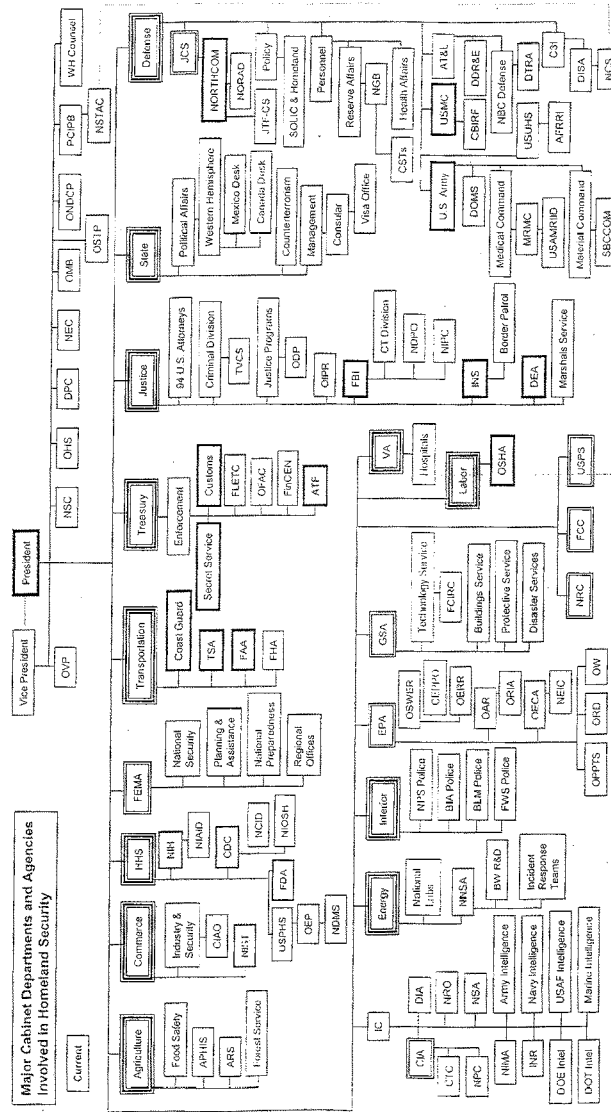 Major Cabinet Departments and Agencies
Involved in Homeland Security
Current
Vice President
OVP
President
NSC
OHS
DPC
NEC
OMB
ONDCP
PCIPB
WH Counsel
OSTP
NSTAC
Agriculture
Food Safety
APHIS
ARS
Forest Service
Commerce
Industry &
Security
CIAO
NIST
HHS
NIH
NIAID
CDC
NCID
NIOSH
FDA
USPHS
OEP
NDMS
FEMA
National
Security
Planning &
Assistance
National
Preparedness
Regional
Offices
Transportation
Coast Guard
TSA
FAA
FHA
Treasury
Enforcement
Secret Service
Customs
FLETC
OFAC
FinCEN
ATF
Justice
94 U.S. Attorneys
Criminal Division
TVCS
Justice Programs
ODP
OIPR
FBI
CT Division
NDPO
NIPC
INS
Border Patrol
DEA
Marshals Service
State
Political Affairs
Western Hemisphere
Mexico Desk
Canada Desk
Counterterrorism
Management
Consular
Visa Office
Defense
JCS
NORTHCOM
NORAD
JTF-CS
Policy
SOLIC & Homeland
Personnel
Reserve Affairs
NGB
CSTs
Health Affairs
U.S. Army
DOMS
Medical Command
MRMC
USAMRIID
Material Command
SBCCOM
USMC
CBIRF
AT&L
DDR&E
NBC Defense
DTRA
USUHS
AFRRI
C3I
DISA
NCS
IC
CIA
CTC
NPC
NIMA
INR
DOE Intel
DOT Intel
DIA
NRO
NSA
Army Intelligence
Navy Intelligence
USAF Intelligence
Marine Intelligence
Energy
National
Labs
NNSA
BW R&D
Incident
Response
Teams
Interior
NPS Police
BIA Police
BLM Police
FWS Police
EPA
OSWER
CEPPO
OERR
OAR
ORIA
OECA
NEIC
OPPTS
ORD
OW
GSA
Technology Service
FCIRC
Buildings Service
Protective Service
Disaster Services
VA
Hospitals
Labor
OSHA
NRC
FCC
USPS